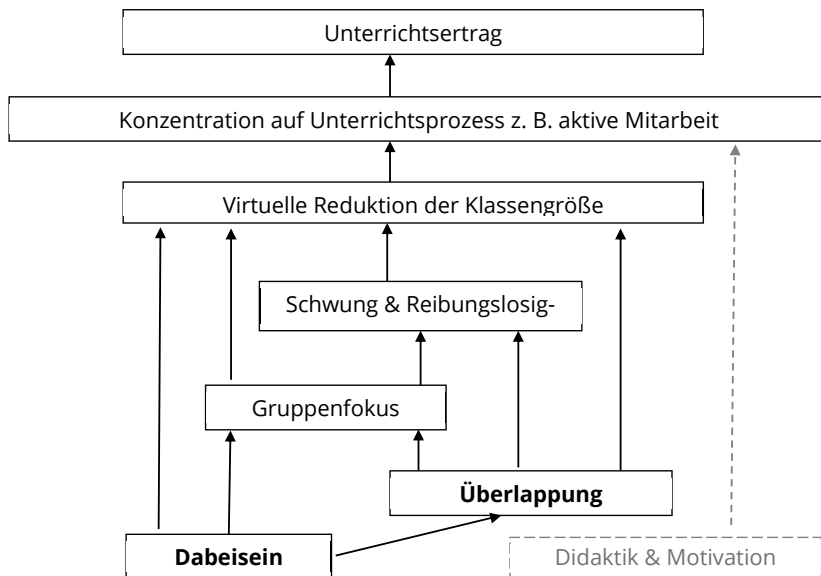 Unterrichtsertrag
Konzentration auf Unterrichtsprozess z. B. aktive Mitarbeit
Virtuelle Reduktion der Klassengröße
Schwung & Reibungslosig-
Gruppenfokus
Überlappung
Dabeisein
Didaktik & Motivation